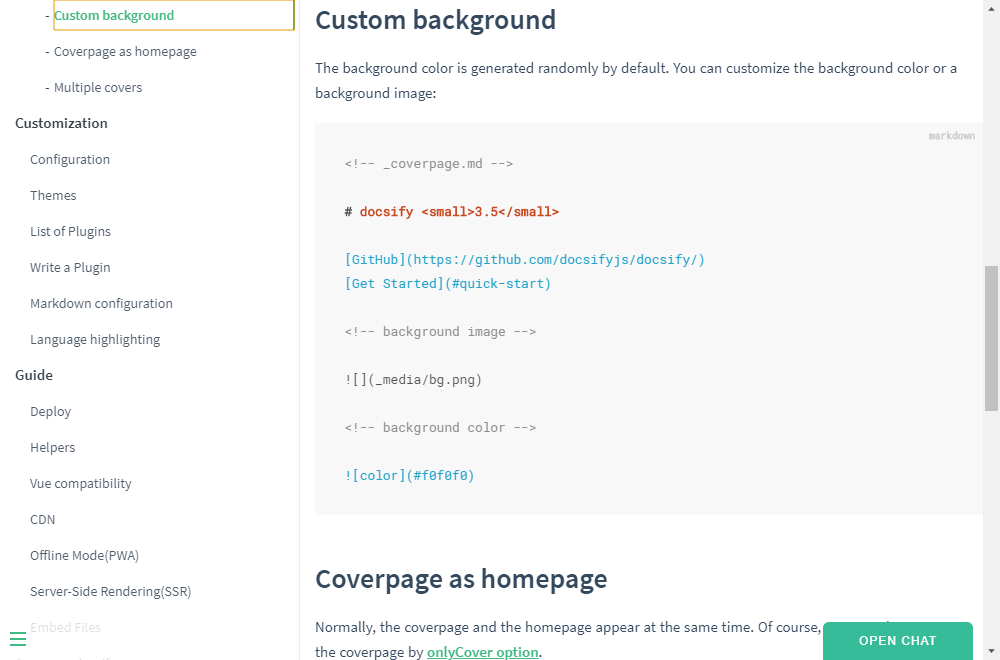 - Custom background
- Coverpage as homepage
- Multiple covers
Customization
Configuration
Themes
List of Plugins
Write a Plugin
Markdown configuration
Language highlighting
Guide
Deploy
Helpers
Vue compatibility
CDN
Offline Mode(PWA)
Server-Side Rendering(SSR)
Embed Files
Custom background
The background color is generated randomly by default. You can customize the background color or a
background image:
markdown
<!-- _coverpage.md -->
# docsify <small>3.5</small>
[GitHub](https://github.com/docsifyjs/docsify/)
[Get Started](#quick-start)
<!-- background image -->
![](_media/bg.png)
<!-- background color -->
![color](#f0f0f0)
Coverpage as homepage
Normally, the coverpage and the homepage appear at the same time. Of course,
the coverpage by onlyCover option.
OPEN CHAT